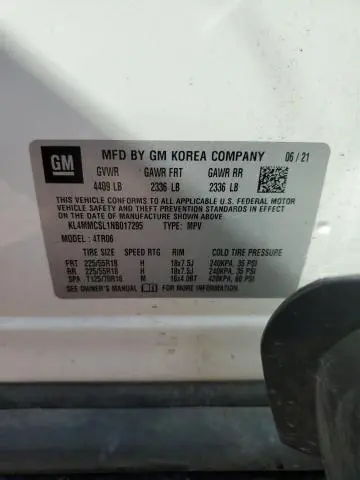 GM
MFD BY GM KOREA COMPANY 06/21
GVWR GAWR FRT GAWR RR
4409 LB 2336 LB 2336 LB
THIS VEHICLE CONFORMS TO ALL APPLICABLE U.S. FEDERAL MOTOR
VEHICLE SAFETY AND THEFT PREVENTION STANDARDS IN EFFECT
ON THE DATE OF MANUFACTURE SHOWN ABOVE.
KL4MMCSL1NB017295 TYPE: MPV
MODEL: 4TR06
TIRE SIZE SPEED RTG RIM COLD TIRE PRESSURE
FRT 225/55R18 H 18x7.5J 240KPA, 35 PSI
RR 225/55R18 H 18x7.5J 240KPA, 35 PSI
SPA T125/70R16 M 16x4.0BT 420KPA, 60 PSI
SEE OWNER'S MANUAL FOR MORE INFORMATION